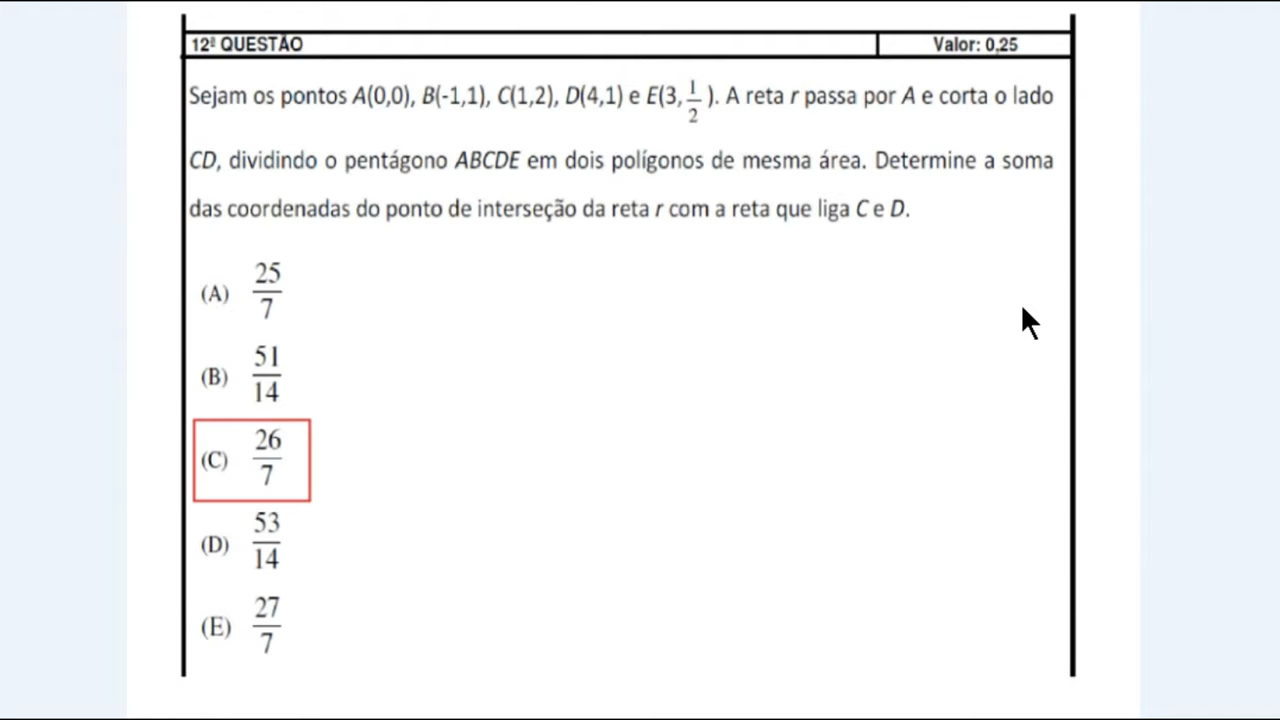 12ª QUESTÃO Valor: 0,25
Sejam os pontos A(0,0), B(-1,1), C(1,2), D(4,1) e E(3, 1/2 ). A reta r passa por A e corta o lado
CD, dividindo o pentágono ABCDE em dois polígonos de mesma área. Determine a soma
das coordenadas do ponto de interseção da reta r com a reta que liga C e D.
(A) 25/7
(B) 51/14
(C) 26/7
(D) 53/14
(E) 27/7